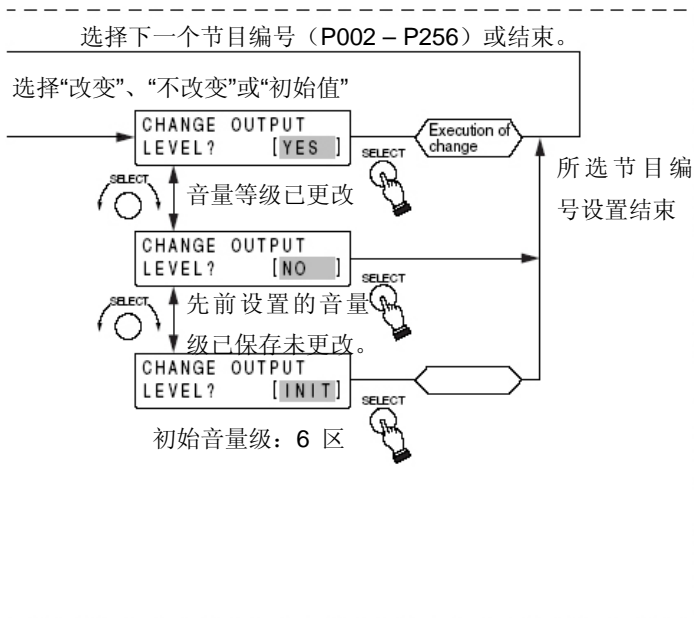 选择下一个节目编号（P002 – P256）或结束。
选择“改变”、“不改变”或“初始值”
CHANGE OUTPUT
LEVEL? [YES ]
SELECT
Execution of
change
所选节目编
号设置结束
SELECT
音量等级已更改
CHANGE OUTPUT
LEVEL? [NO ]
SELECT
SELECT
先前设置的音量
级已保存未更改。
CHANGE OUTPUT
LEVEL? [INIT]
SELECT
初始音量级：6 区